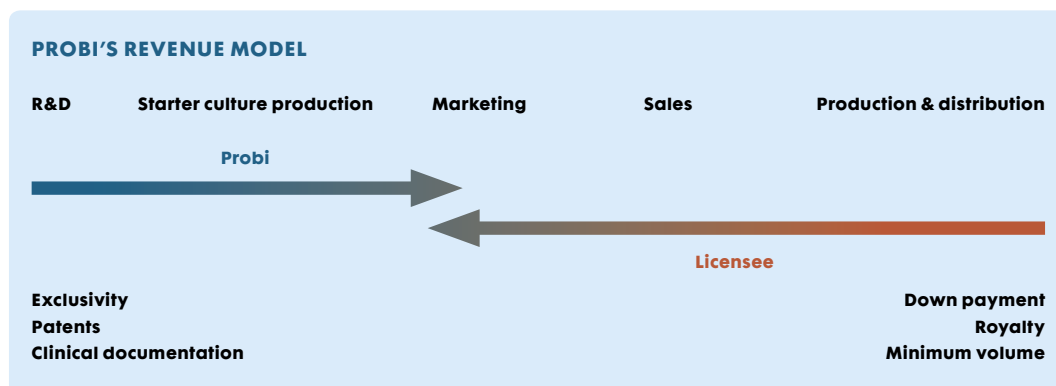 PROBI'S REVENUE MODEL
R&D Starter culture production Marketing Sales Production & distribution
Probi
Licensee
Exclusivity Down payment
Patents Royalty
Clinical documentation Minimum volume